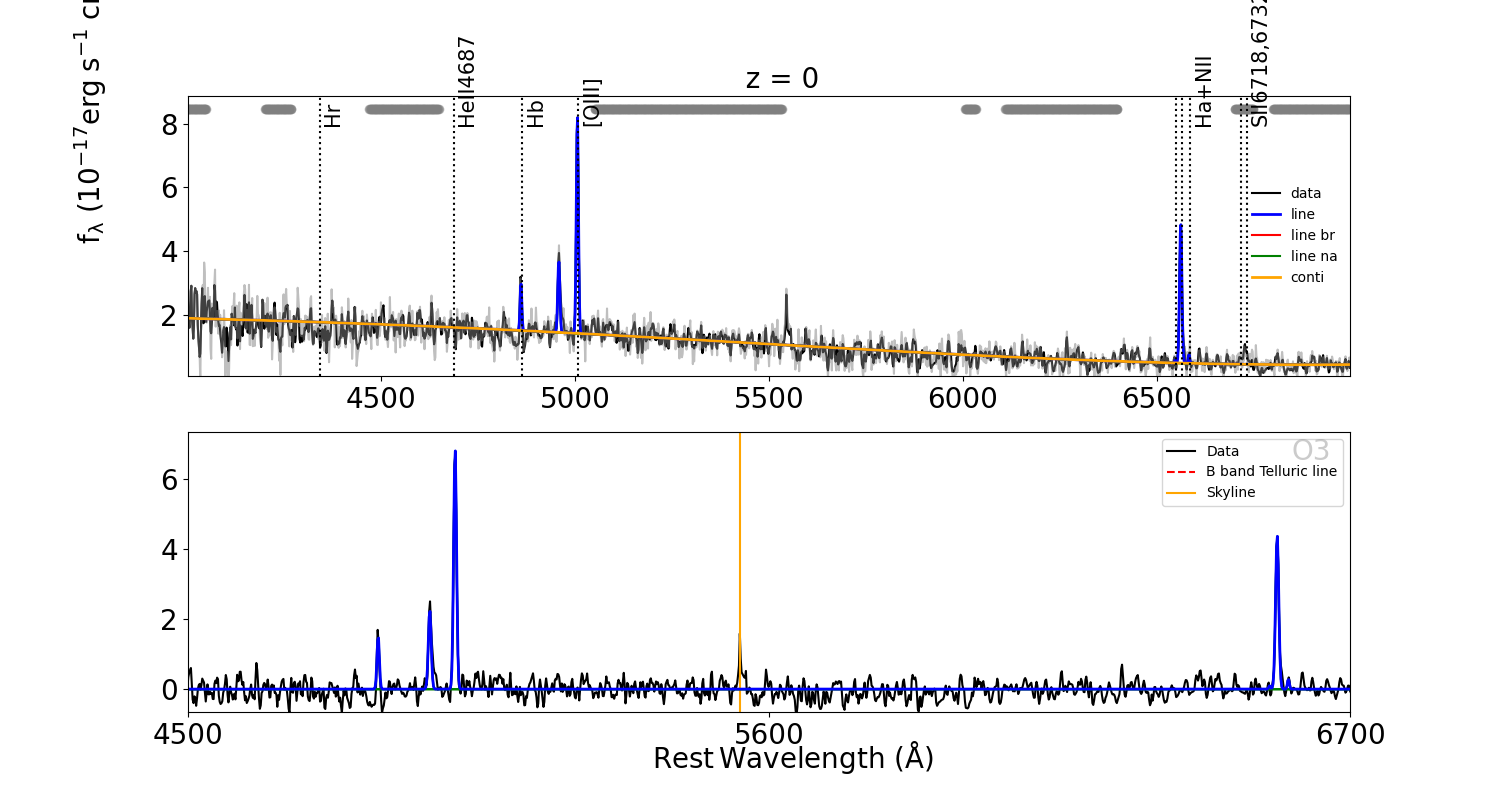 z = 0
Hr
HeII4687
Hb
[OIII]
Ha+NII
SII6718,6732
f_λ (10^−17 erg s^−1
8
6
4
2
data
line
line br
line na
conti
4500 5000 5500 6000 6500
O3
Data
B band Telluric line
Skyline
6
4
2
0
4500 5600 6700
Rest Wavelength (Å)